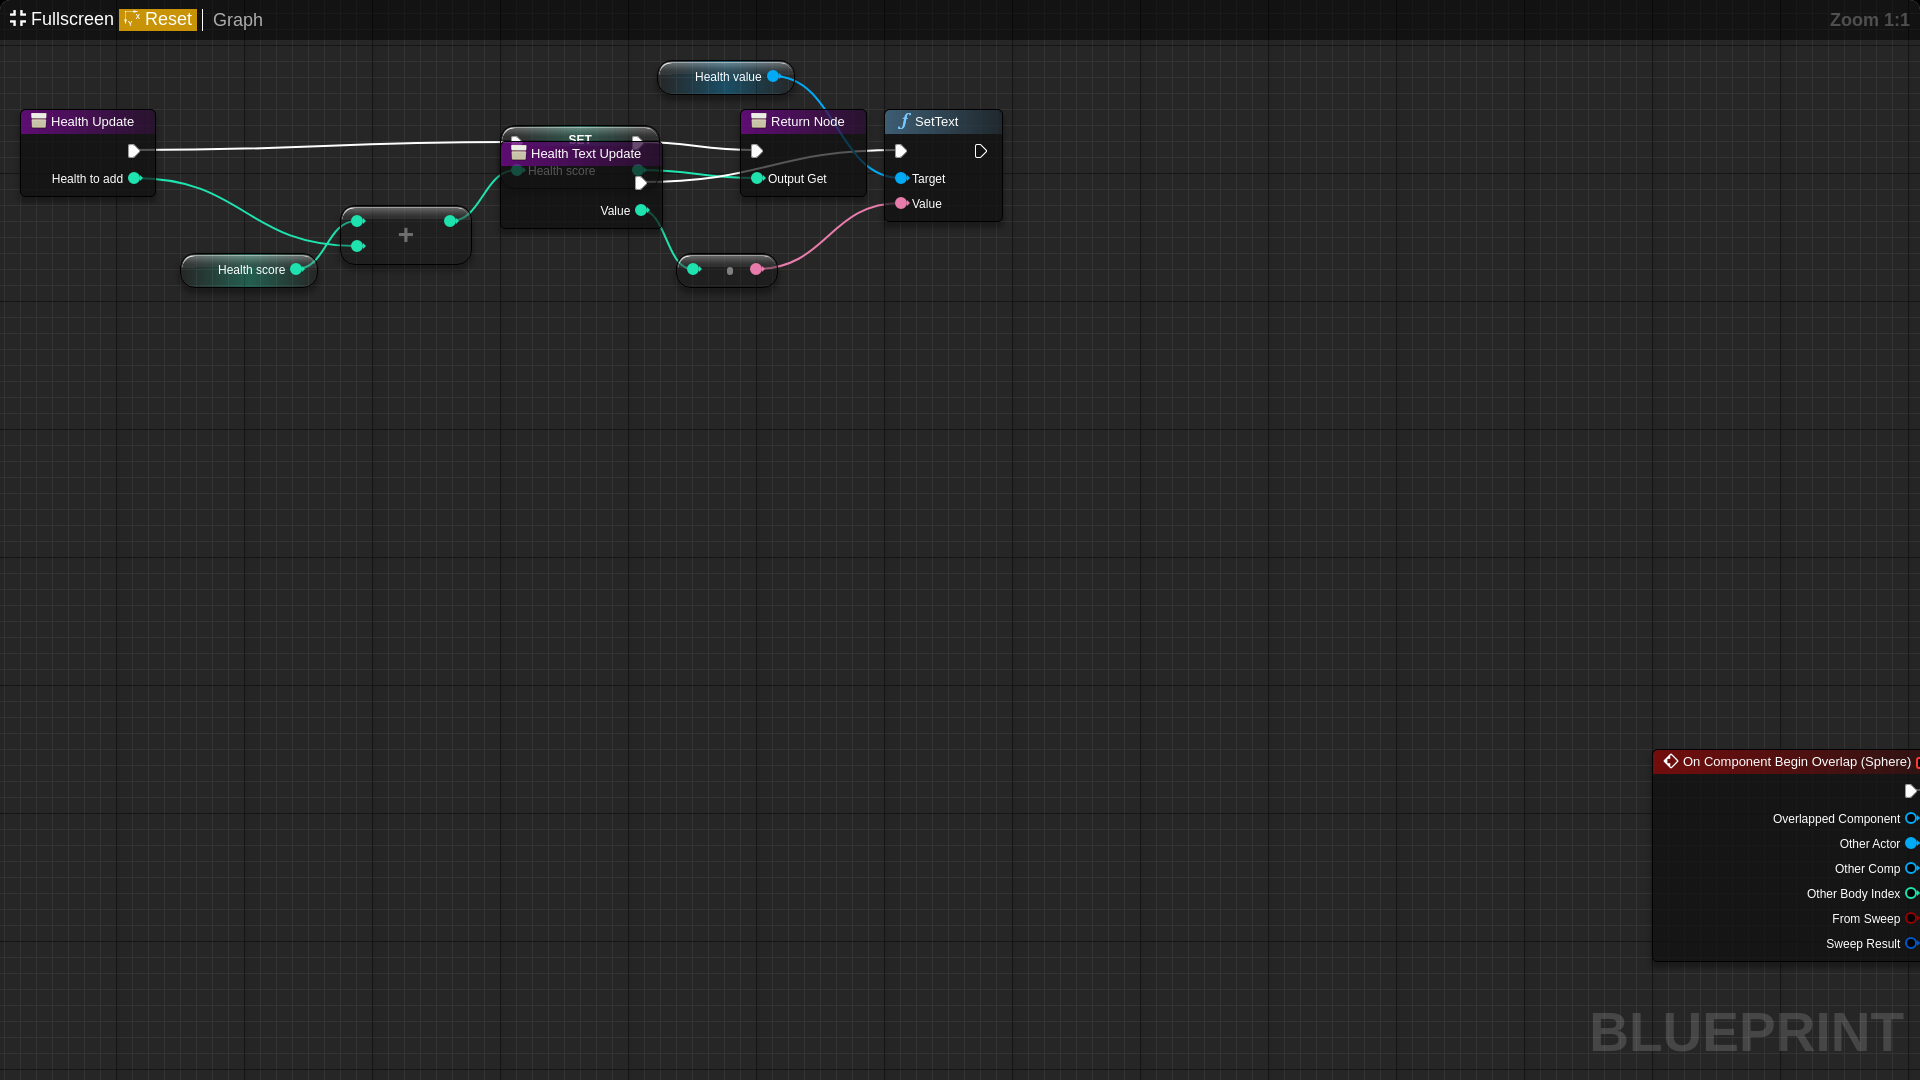 Fullscreen Reset Graph Zoom 1:1
Health value
Health Update
Return Node
SetText
SET
Health Text Update
Health score
Health to add
Output Get
Target
Value
Value
+
Health score
On Component Begin Overlap (Sphere)
Overlapped Component
Other Actor
Other Comp
Other Body Index
From Sweep
Sweep Result
BLUEPRINT